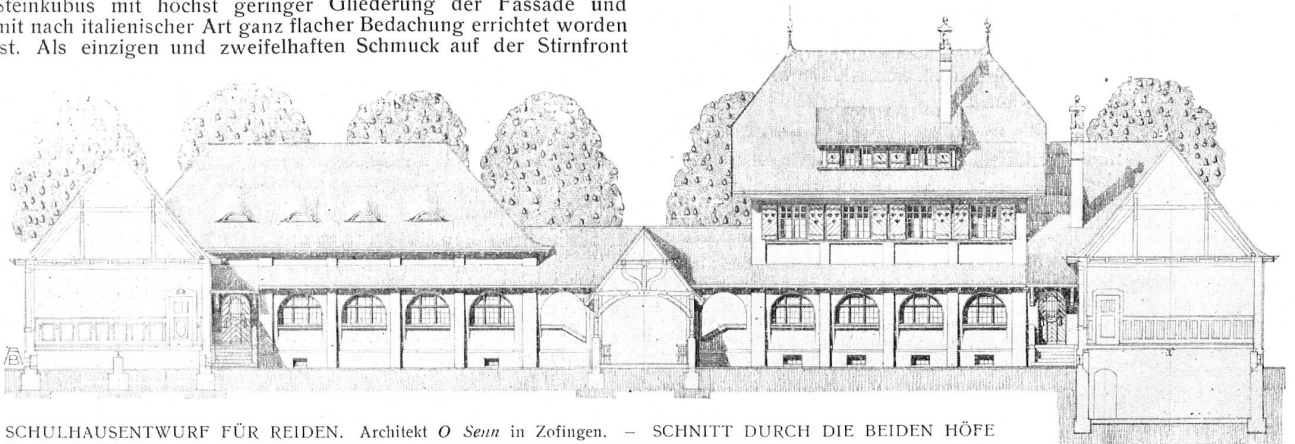 Steinkubus mit höchst geringer Gliederung der Fassade und
mit nach italienischer Art ganz flacher Bedachung errichtet worden
ist. Als einzigen und zweifelhaften Schmuck auf der Stirnfront
SCHULHAUSENTWURF FÜR REIDEN. Architekt O Senn in Zofingen. — SCHNITT DURCH DIE BEIDEN HÖFE